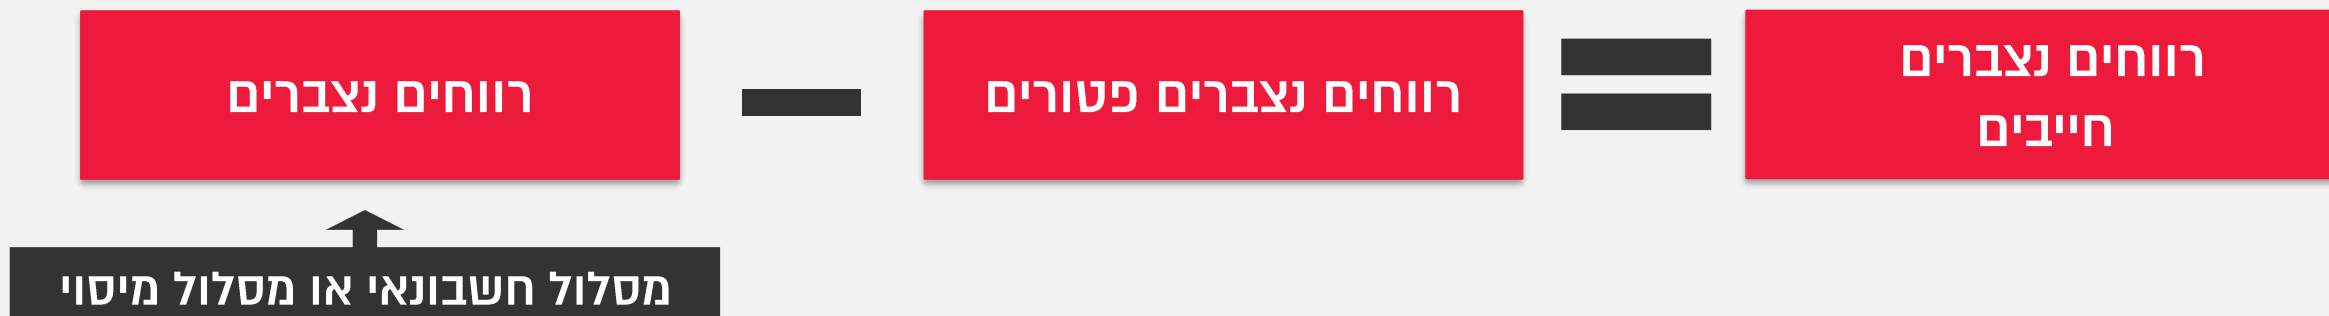 רווחים נצברים
רווחים נצברים פטורים
רווחים נצברים
חייבים
מסלול חשבונאי או מסלול מיסוי